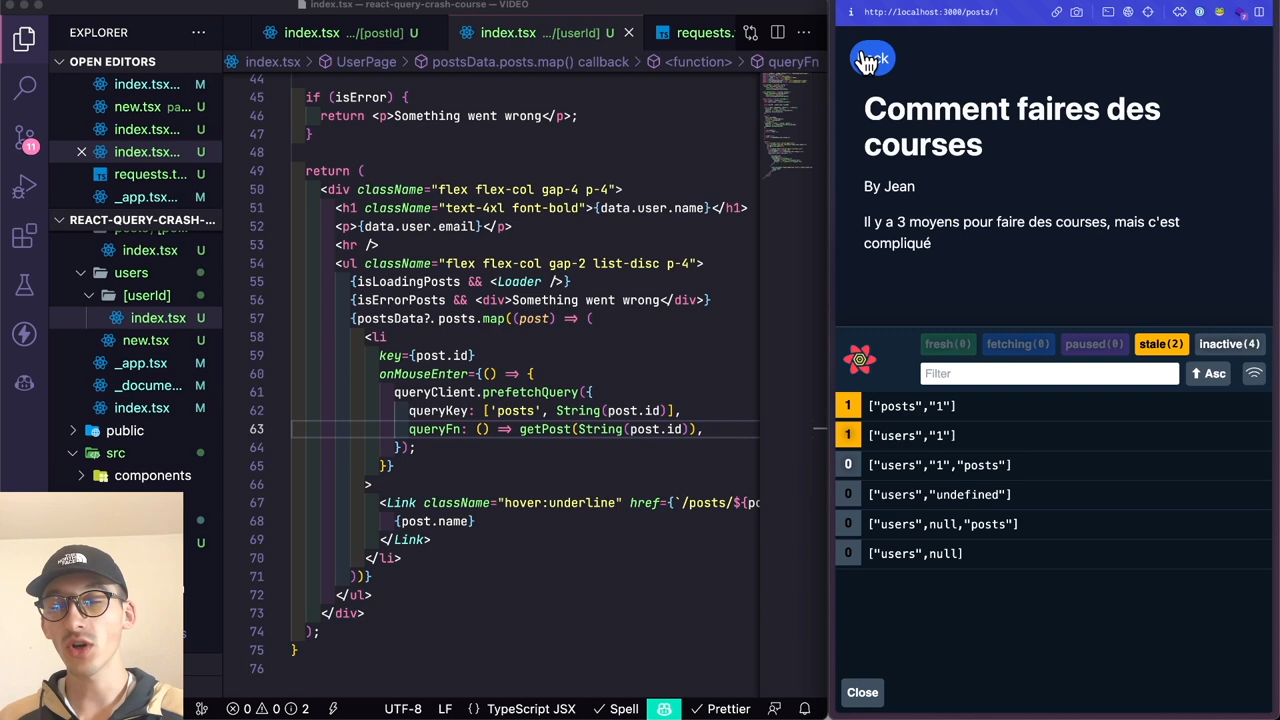 index.tsx — react-query-crash-course — VIDEO
EXPLORER
OPEN EDITORS
index.tsx...
U
new.tsx pa...
U
index.tsx...
U
index.tsx...
U
requests.t...
U
_app.tsx...
M
REACT-QUERY-CRASH-...
index.tsx
U
users
[userId]
index.tsx
U
new.tsx
U
_app.tsx
M
_docume...
M
index.tsx
M
public
src
components
11
index.tsx .../[postId] U
index.tsx .../[userId] U
requests.
index.tsx > UserPage > postsData.posts.map() callback > <function> > queryFn
44
45 if (isError) {
46 return <p>Something went wrong</p>;
47 }
48
49 return (
50 <div className="flex flex-col gap-4 p-4">
51 <h1 className="text-4xl font-bold">{data.user.name}</h1>
52 <p>{data.user.email}</p>
53 <hr />
54 <ul className="flex flex-col gap-2 list-disc p-4">
55 {isLoadingPosts && <Loader />}
56 {isErrorPosts && <div>Something went wrong</div>}
57 {postsData?.posts.map((post) => (
58 <li
59 key={post.id}
60 onMouseEnter={() => {
61 queryClient.prefetchQuery({
62 queryKey: ['posts', String(post.id)],
63 queryFn: () => getPost(String(post.id)),
64 });
65 }}
66 >
67 <Link className="hover:underline" href={`/posts/${po
68 {post.name}
69 </Link>
70 </li>
71 ))}
72 </ul>
73 </div>
74 );
75 }
76
0 0 2 UTF-8 LF {} TypeScript JSX Spell Prettier
http://localhost:3000/posts/1
Comment faires des
courses
By Jean
Il y a 3 moyens pour faire des courses, mais c'est
compliqué
fresh(0) fetching(0) paused(0) stale(2) inactive(4)
Filter
Asc
1 ["posts","1"]
1 ["users","1"]
0 ["users","1","posts"]
0 ["users","undefined"]
0 ["users",null,"posts"]
0 ["users",null]
Close